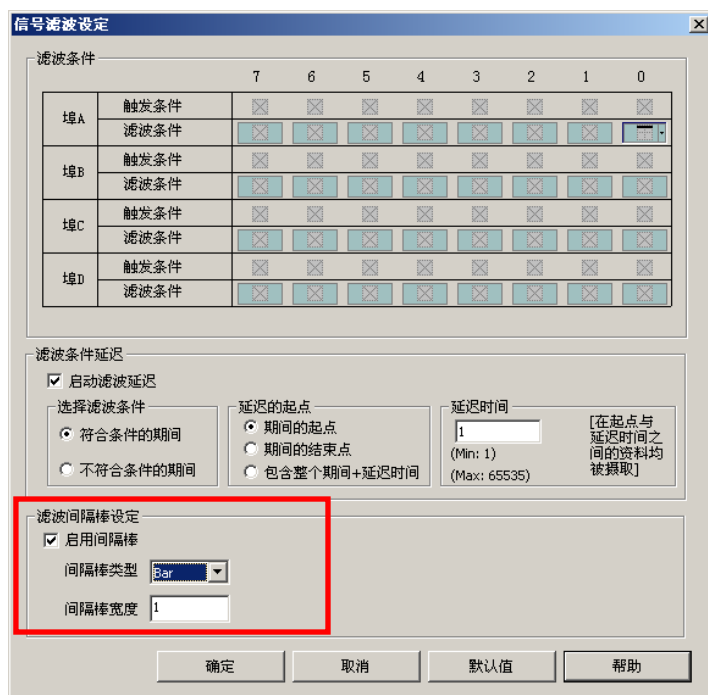 信号滤波设定
滤波条件
7 6 5 4 3 2 1 0
埠A 触发条件
滤波条件
埠B 触发条件
滤波条件
埠C 触发条件
滤波条件
埠D 触发条件
滤波条件
滤波条件延迟
启动滤波延迟
选择滤波条件
符合条件的期间
不符合条件的期间
延迟的起点
期间的起点
期间的结束点
包含整个期间+延迟时间
延迟时间
1
(Min: 1)
(Max: 65535)
[在起点与
延迟时间之
间的资料均
被摄取]
滤波间隔棒设定
启用间隔棒
间隔棒类型 Bar
间隔棒宽度 1
确定 取消 默认值 帮助